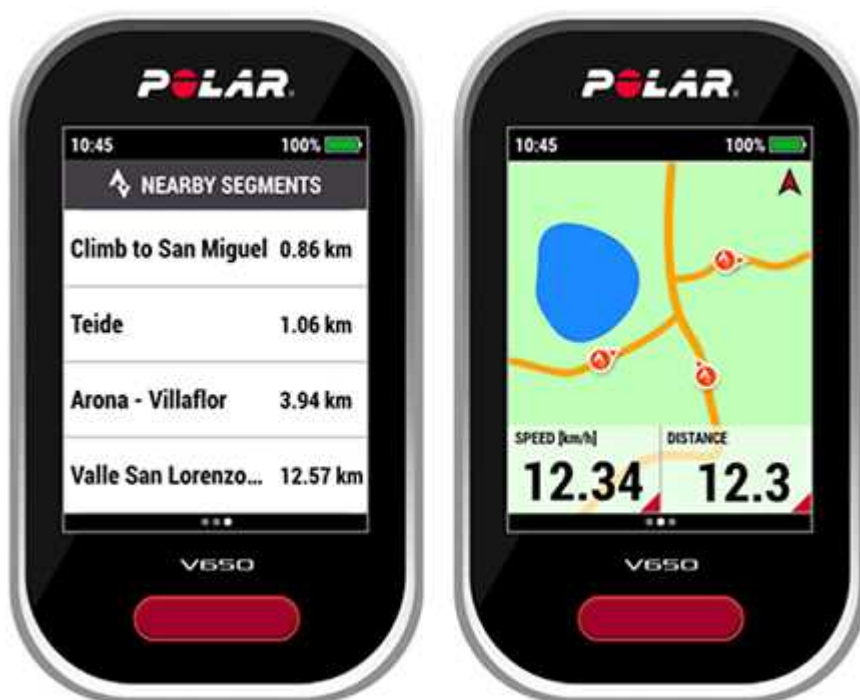 POLAR
10:45 100%
NEARBY SEGMENTS
Climb to San Miguel 0.86 km
Teide 1.06 km
Arona - Villaflor 3.94 km
Valle San Lorenzo... 12.57 km
V650
POLAR
10:45 100%
SPEED [km/h] DISTANCE
12.34 12.3
V650